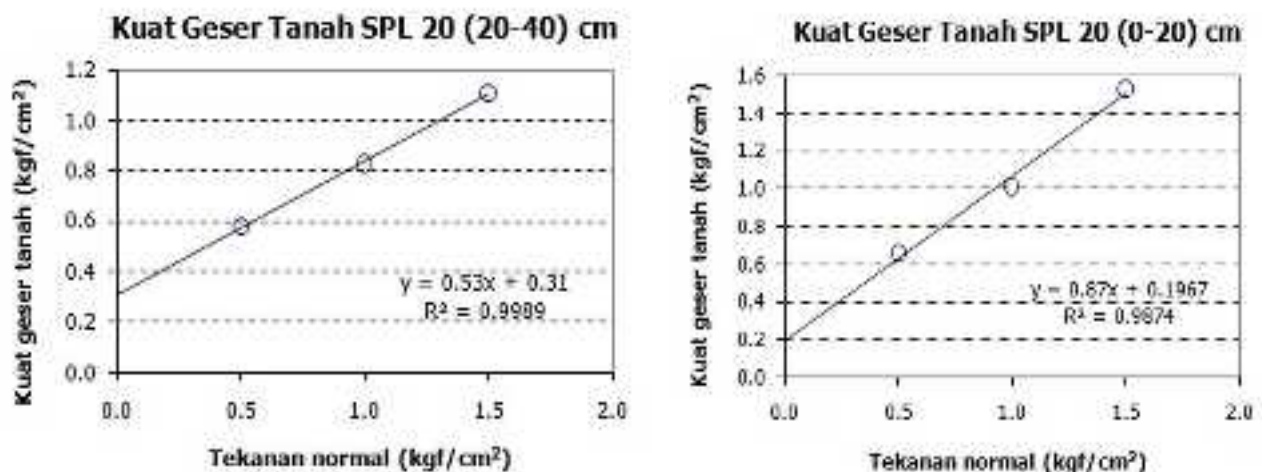 Kuat Geser Tanah SPL 20 (20-40) cm
Kuat geser tanah (kgf/cm²)
1.2
1.0
0.8
0.6
0.4
0.2
0.0
y = 0.53x + 0.31
R² = 0.9989
0.0 0.5 1.0 1.5 2.0
Tekanan normal (kgf/cm²)
Kuat Geser Tanah SPL 20 (0-20) cm
Kuat geser tanah (kgf/cm²)
1.6
1.4
1.2
1.0
0.8
0.6
0.4
0.2
0.0
y = 0.87x + 0.1967
R² = 0.9874
0.0 0.5 1.0 1.5 2.0
Tekanan normal (kgf/cm²)